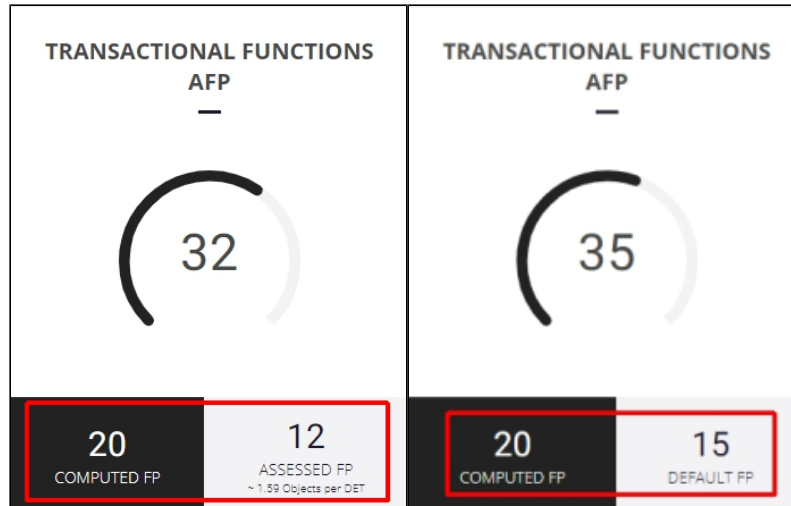 TRANSACTIONAL FUNCTIONS
AFP
32
20
COMPUTED FP
12
ASSESSED FP
~ 1.59 Objects per DET
TRANSACTIONAL FUNCTIONS
AFP
35
20
COMPUTED FP
15
DEFAULT FP